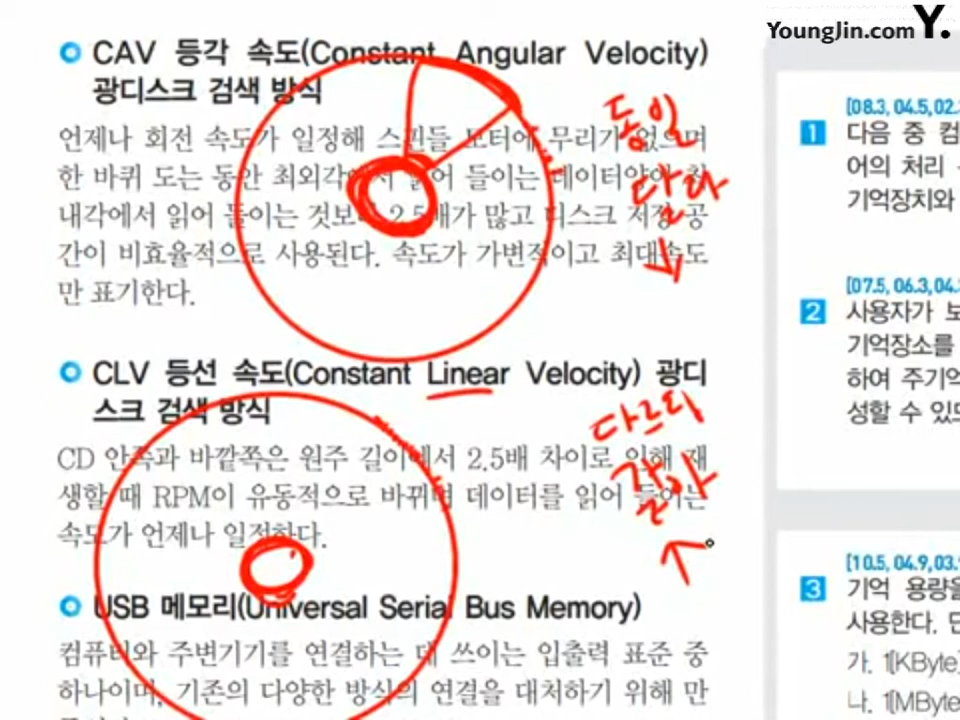 Younglin.com Y.
CAV 등각 속도(Constant Angular Velocity)
광디스크 검색 방식
언제나 회전 속도가 일정해 스핀들 모터에 무리가 없으며
한 바퀴 도는 동안 최외각에서 읽어 들이는 데이터양이 최
내각에서 읽어 들이는 것보다 2.5배가 많고 디스크 저장 공
간이 비효율적으로 사용된다. 속도가 가변적이고 최대속도
만 표기한다.
동일
달라
CLV 등선 속도(Constant Linear Velocity) 광디
스크 검색 방식
CD 안쪽과 바깥쪽은 원주 길이에서 2.5배 차이로 인해 재
생할 때 RPM이 유동적으로 바뀌며 데이터를 읽어 들이는
속도가 언제나 일정하다.
다르다
같아
USB 메모리(Universal Serial Bus Memory)
컴퓨터와 주변기기를 연결하는 데 쓰이는 입출력 표준 중
하나이며, 기존의 다양한 방식의 연결을 대처하기 위해 만
[08.3, 04.5, 02.
1 다음 중 컴
어의 처리
기억장치와
[07.5, 06.3, 04.
2 사용자가 보
기억장소를
하여 주기억
성할 수 있도
[10.5, 04.9, 03.
3 기억 용량을
사용한다. 단
가. 1[KByte]
나. 1[MByte